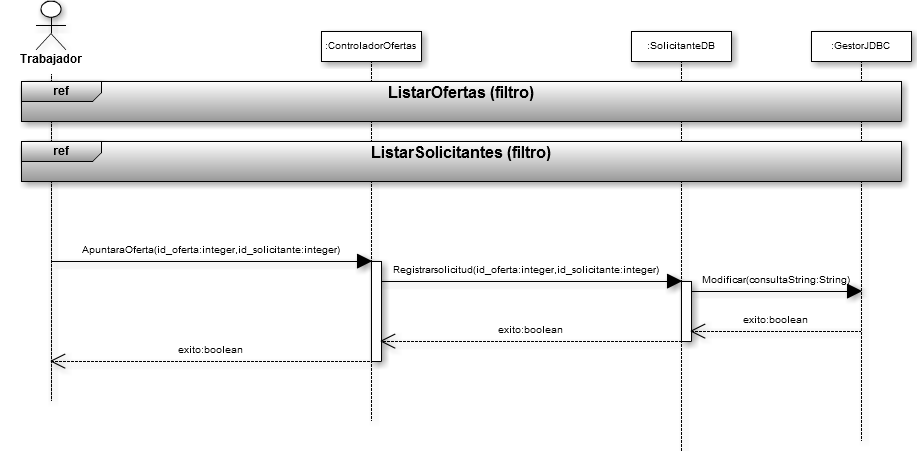 Trabajador
:ControladorOfertas
:SolicitanteDB
:GestorJDBC
ref
ListarOfertas (filtro)
ref
ListarSolicitantes (filtro)
ApuntaraOferta(id_oferta:integer,id_solicitante:integer)
Registrarsolicitud(id_oferta:integer,id_solicitante:integer)
Modificar(consultaString:String)
exito:boolean
exito:boolean
exito:boolean